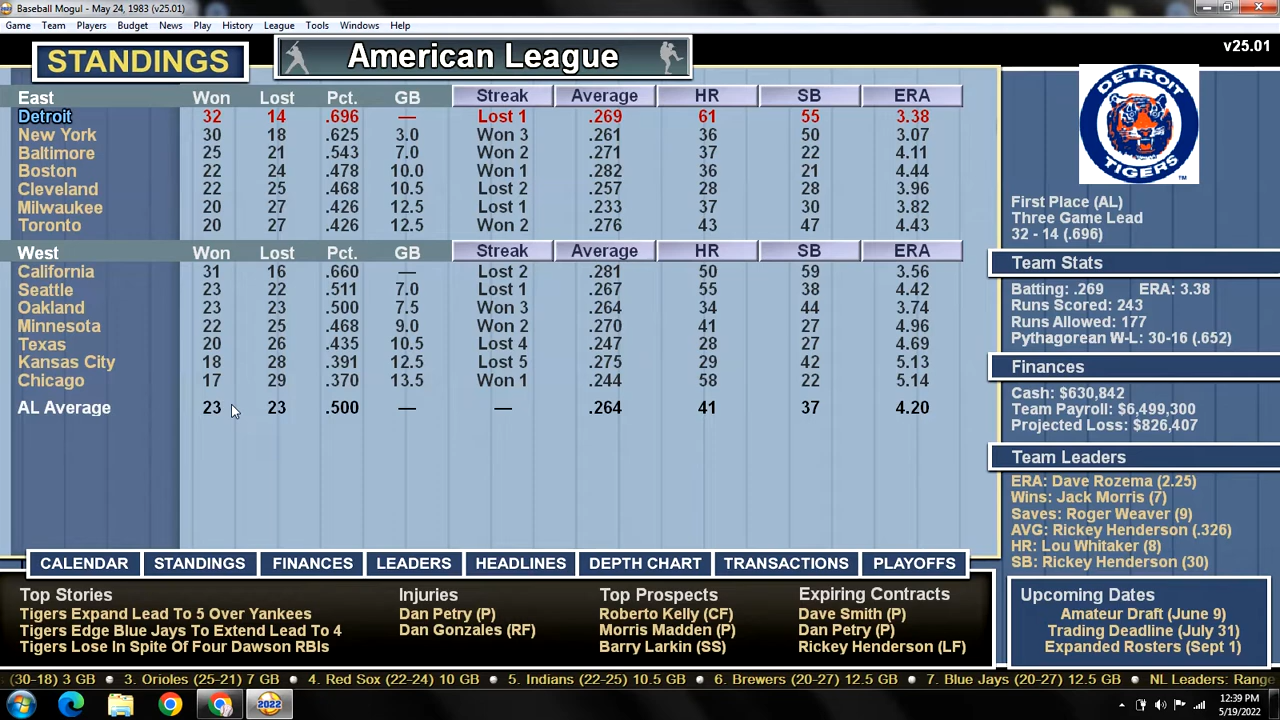 Baseball Mogul - May 24, 1983 (v25.01)
Game Team Players Budget News Play History League Tools Windows Help
STANDINGS American League v25.01
East Won Lost Pct. GB Streak Average HR SB ERA
Detroit 32 14 .696 — Lost 1 .269 61 55 3.38
New York 30 18 .625 3.0 Won 3 .261 36 50 3.07
Baltimore 25 21 .543 7.0 Won 2 .271 37 22 4.11
Boston 22 24 .478 10.0 Won 1 .282 36 21 4.44
Cleveland 22 25 .468 10.5 Lost 2 .257 28 28 3.96
Milwaukee 20 27 .426 12.5 Lost 1 .233 37 30 3.82
Toronto 20 27 .426 12.5 Won 2 .276 43 47 4.43
West Won Lost Pct. GB Streak Average HR SB ERA
California 31 16 .660 — Lost 2 .281 50 59 3.56
Seattle 23 22 .511 7.0 Lost 1 .267 55 38 4.42
Oakland 23 23 .500 7.5 Won 3 .264 34 44 3.74
Minnesota 22 25 .468 9.0 Won 2 .270 41 27 4.96
Texas 20 26 .435 10.5 Lost 4 .247 28 27 4.69
Kansas City 18 28 .391 12.5 Lost 5 .275 29 42 5.13
Chicago 17 29 .370 13.5 Won 1 .244 58 22 5.14
AL Average 23 23 .500 — — .264 41 37 4.20
DETROIT
TIGERS
TM
First Place (AL)
Three Game Lead
32 - 14 (.696)
Team Stats
Batting: .269 ERA: 3.38
Runs Scored: 243
Runs Allowed: 177
Pythagorean W-L: 30-16 (.652)
Finances
Cash: $630,842
Team Payroll: $6,499,300
Projected Loss: $826,407
Team Leaders
ERA: Dave Rozema (2.25)
Wins: Jack Morris (7)
Saves: Roger Weaver (9)
AVG: Rickey Henderson (.326)
HR: Lou Whitaker (8)
SB: Rickey Henderson (30)
CALENDAR STANDINGS FINANCES LEADERS HEADLINES DEPTH CHART TRANSACTIONS PLAYOFFS
Top Stories
Tigers Expand Lead To 5 Over Yankees
Tigers Edge Blue Jays To Extend Lead To 4
Tigers Lose In Spite Of Four Dawson RBIs
Injuries
Dan Petry (P)
Dan Gonzales (RF)
Top Prospects
Roberto Kelly (CF)
Morris Madden (P)
Barry Larkin (SS)
Expiring Contracts
Dave Smith (P)
Dan Petry (P)
Rickey Henderson (LF)
Upcoming Dates
Amateur Draft (June 9)
Trading Deadline (July 31)
Expanded Rosters (Sept 1)
(30-18) 3 GB • 3. Orioles (25-21) 7 GB • 4. Red Sox (22-24) 10 GB • 5. Indians (22-25) 10.5 GB • 6. Brewers (20-27) 12.5 GB • 7. Blue Jays (20-27) 12.5 GB • NL Leaders: Range
2022
12:39 PM
5/19/2022